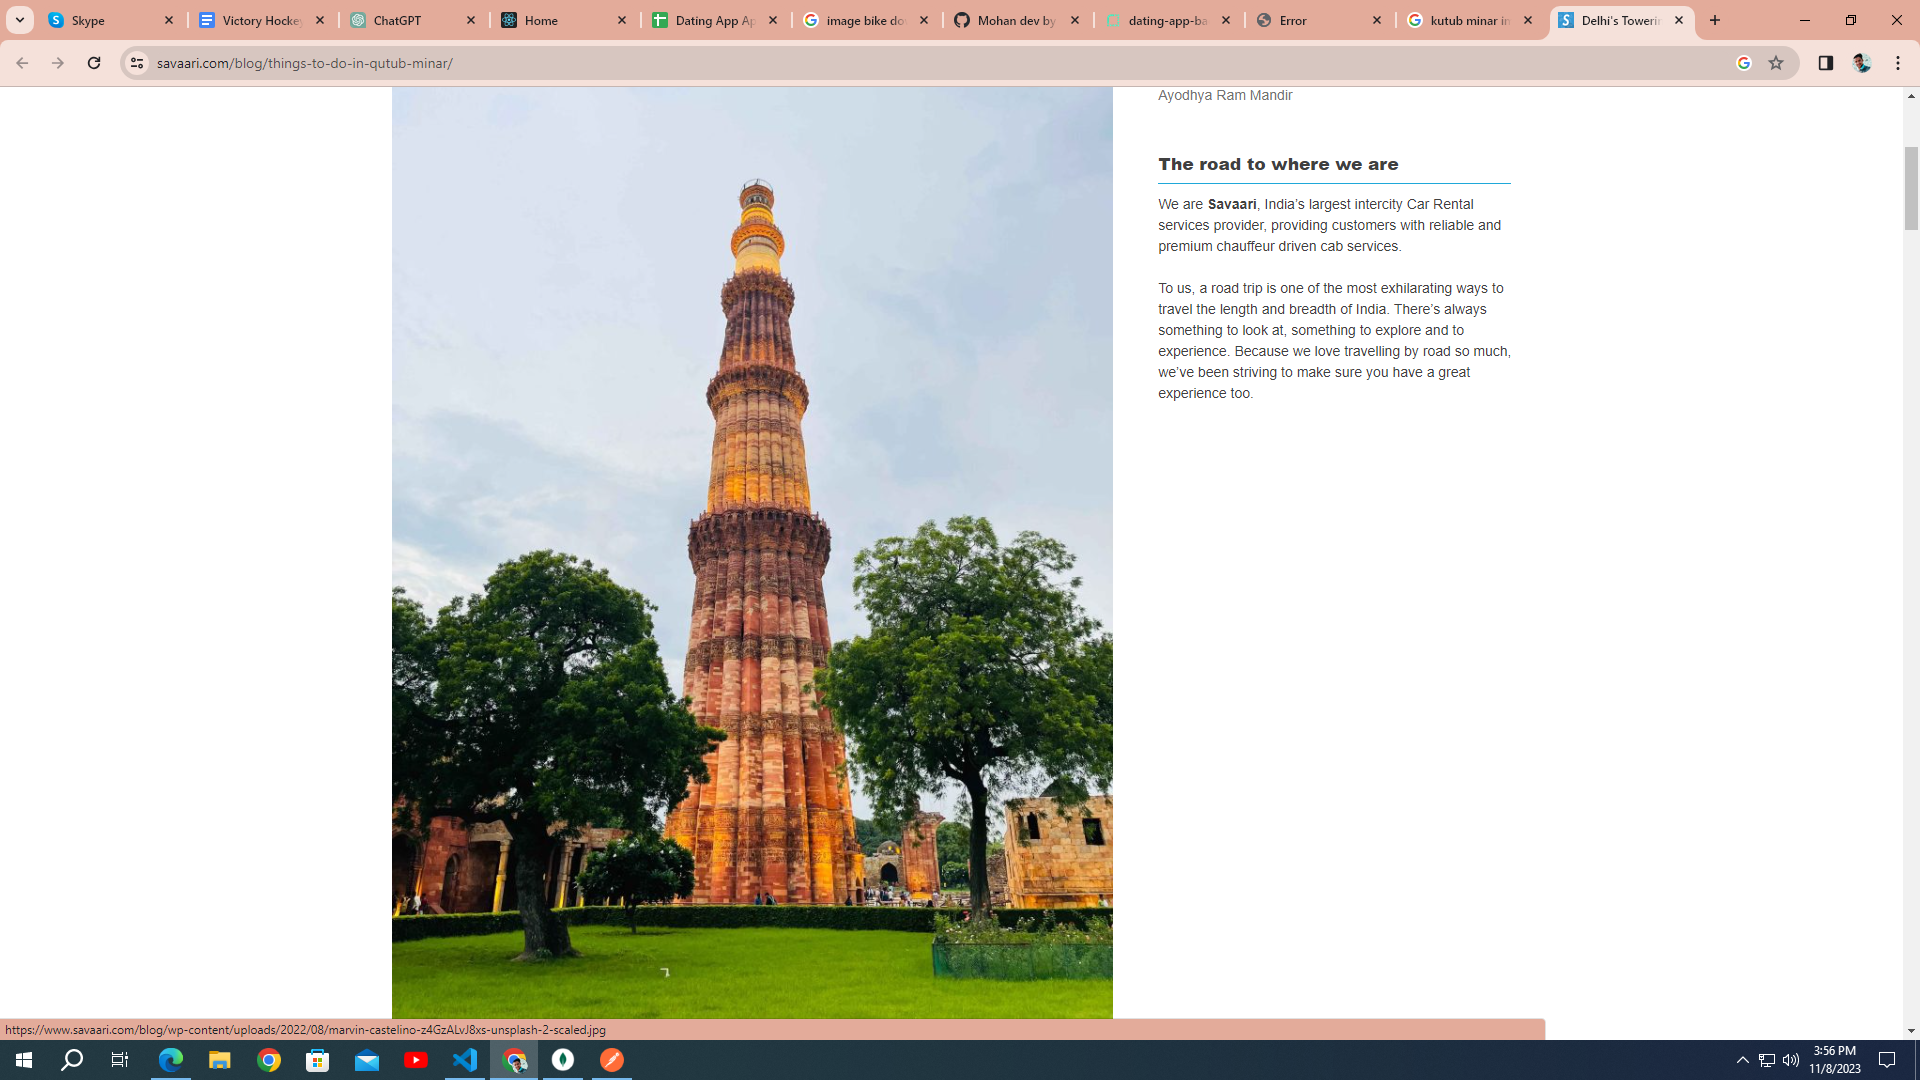 Skype
Victory Hockey
ChatGPT
Home
Dating App Ap
image bike do
Mohan dev by
dating-app-ba
Error
kutub minar in
Delhi's Towerin
savaari.com/blog/things-to-do-in-qutub-minar/
Ayodhya Ram Mandir
The road to where we are
We are Savaari, India’s largest intercity Car Rental
services provider, providing customers with reliable and
premium chauffeur driven cab services.
To us, a road trip is one of the most exhilarating ways to
travel the length and breadth of India. There’s always
something to look at, something to explore and to
experience. Because we love travelling by road so much,
we’ve been striving to make sure you have a great
experience too.
https://www.savaari.com/blog/wp-content/uploads/2022/08/marvin-castelino-z4GzALvJ8xs-unsplash-2-scaled.jpg
3:56 PM
11/8/2023